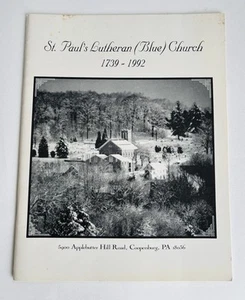 St. Paul's Lutheran (Blue) Church
1739 - 1992
5900 Applebutter Hill Road, Coopersburg, PA 18036